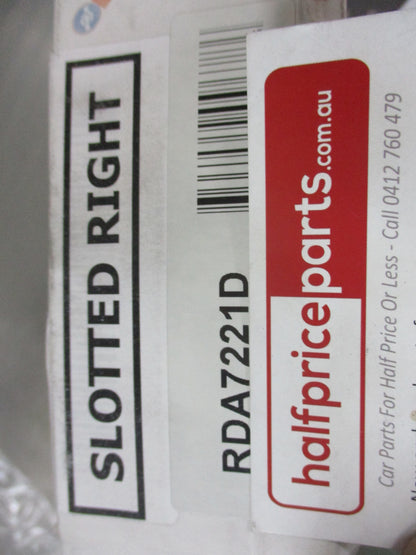 SLOTTED RIGHT
RDA7221D
halfpriceparts.com.au
Car Parts For Half Price Or Less - Call 0412 760 479